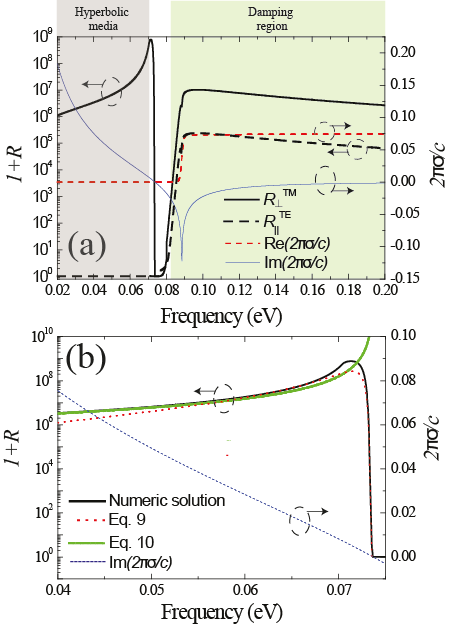 Hyperbolic media
Damping region
10^9
10^8
10^7
10^6
10^5
10^4
10^3
10^2
10^1
10^0
1+R
0.20
0.15
0.10
0.05
0.00
-0.05
-0.10
-0.15
2πσ/c
(a)
R⊥^TM
R||^TE
Re(2πσ/c)
Im(2πσ/c)
0.02 0.04 0.06 0.08 0.10 0.12 0.14 0.16 0.18 0.20
Frequency (eV)
(b)
10^10
10^8
10^6
10^4
10^2
10^0
1+R
0.10
0.08
0.06
0.04
0.02
0.00
2πσ/c
Numeric solution
Eq. 9
Eq. 10
Im(2πσ/c)
0.04 0.05 0.06 0.07
Frequency (eV)